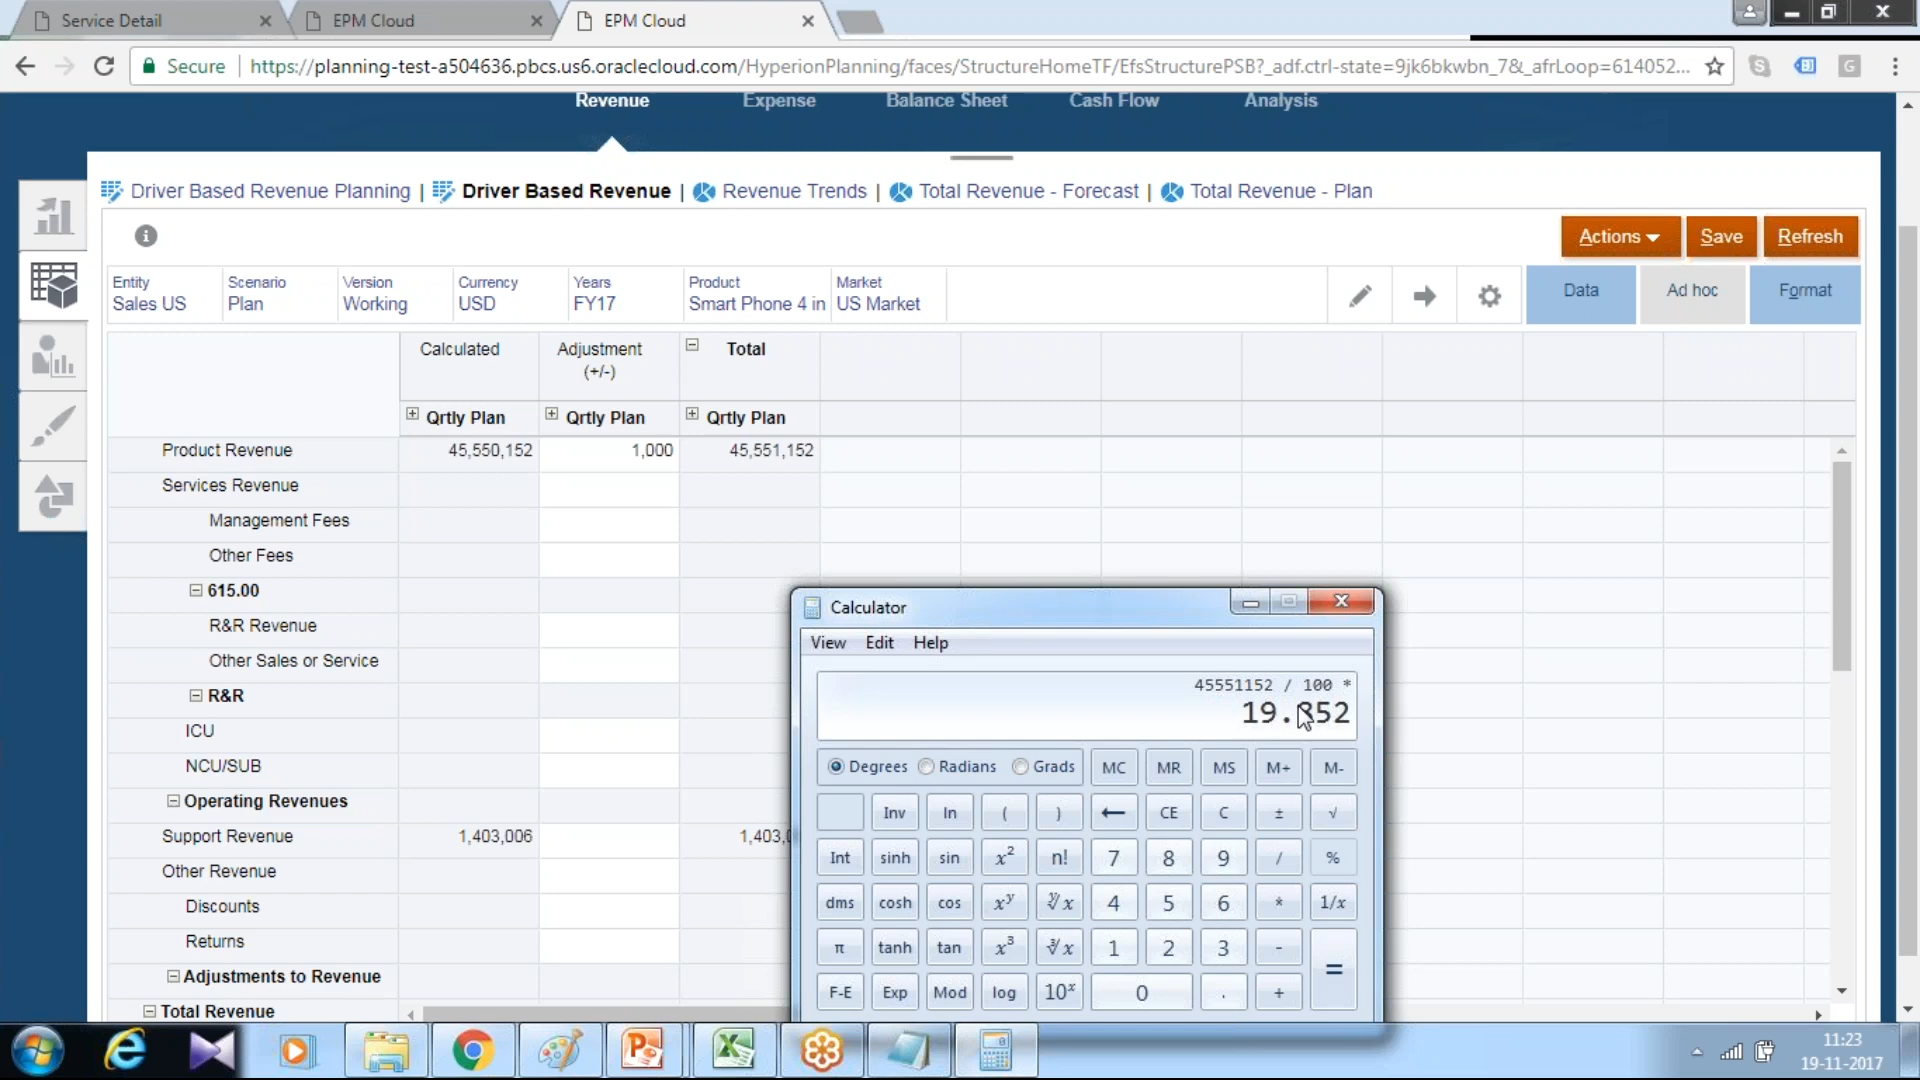 Service Detail
EPM Cloud
EPM Cloud
Secure
https://planning-test-a504636.pbcs.us6.oraclecloud.com/HyperionPlanning/faces/StructureHomeTF/EfsStructurePSB?_adf.ctrl-state=9jk6bkwbn_7&_afrLoop=614052...
Revenue Expense Balance Sheet Cash Flow Analysis
Driver Based Revenue Planning | Driver Based Revenue | Revenue Trends | Total Revenue - Forecast | Total Revenue - Plan
Actions Save Refresh
Entity Scenario Version Currency Years Product Market
Sales US Plan Working USD FY17 Smart Phone 4 in US Market
Data Ad hoc Format
Calculated Adjustment (+/-) Total
Qrtly Plan Qrtly Plan Qrtly Plan
Product Revenue 45,550,152 1,000 45,551,152
Services Revenue
Management Fees
Other Fees
615.00
R&R Revenue
Other Sales or Service
R&R
ICU
NCU/SUB
Operating Revenues
Support Revenue 1,403,006
Other Revenue
Discounts
Returns
Adjustments to Revenue
Total Revenue
Calculator
View Edit Help
45551152 / 100 *
Degrees Radians Grads MC MR MS M+ M-
Inv ln ( ) ← CE C ± √
Int sinh sin x² n! 7 8 9 / %
dms cosh cos xʸ ʸ√x 4 5 6 * 1/x
π tanh tan x³ ³√x 1 2 3 - =
F-E Exp Mod log 10ˣ 0 . +
11:23
19-11-2017